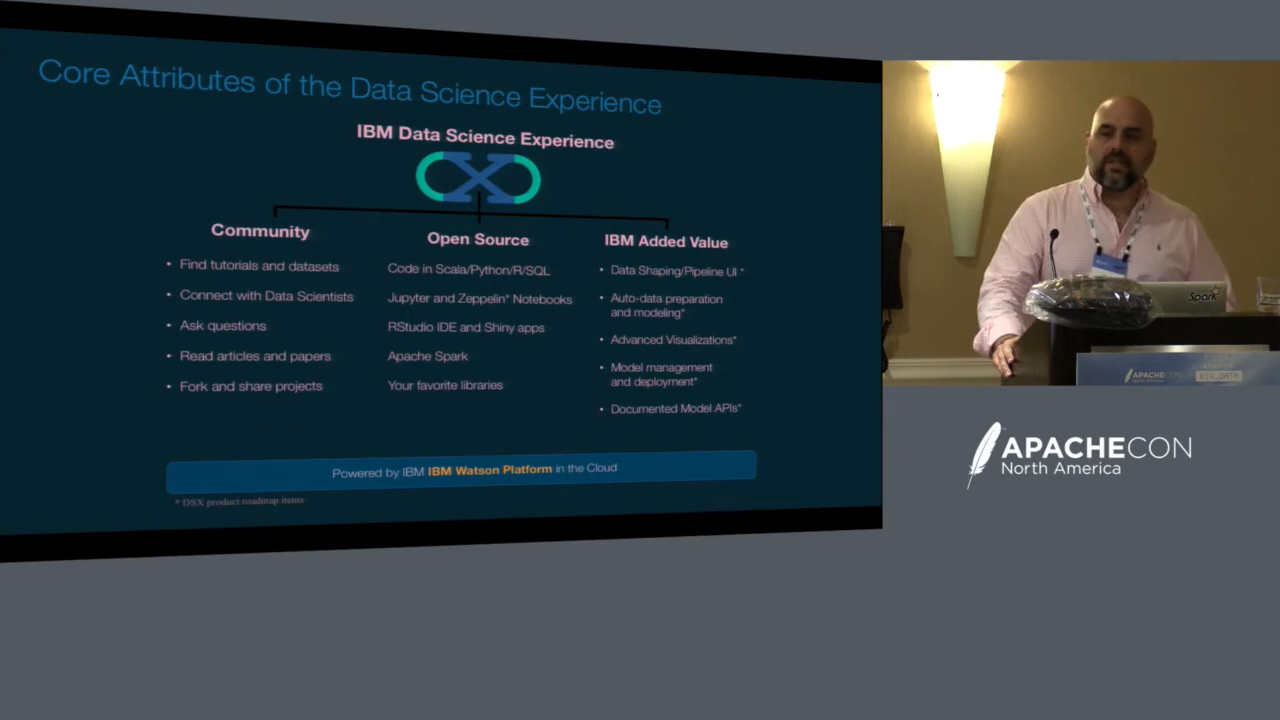 Core Attributes of the Data Science Experience
IBM Data Science Experience
Community
• Find tutorials and datasets
• Connect with Data Scientists
• Ask questions
• Read articles and papers
• Fork and share projects
Open Source
Code in Scala/Python/R/SQL
Jupyter and Zeppelin* Notebooks
RStudio IDE and Shiny apps
Apache Spark
Your favorite libraries
IBM Added Value
• Data Shaping/Pipeline UI *
• Auto-data preparation
and modeling*
• Advanced Visualizations*
• Model management
and deployment*
• Documented Model APIs*
Powered by IBM IBM Watson Platform in the Cloud
* DSX product roadmap items
Spark
APACHECON
APACHE
BIG_DATA
APACHECON
North America